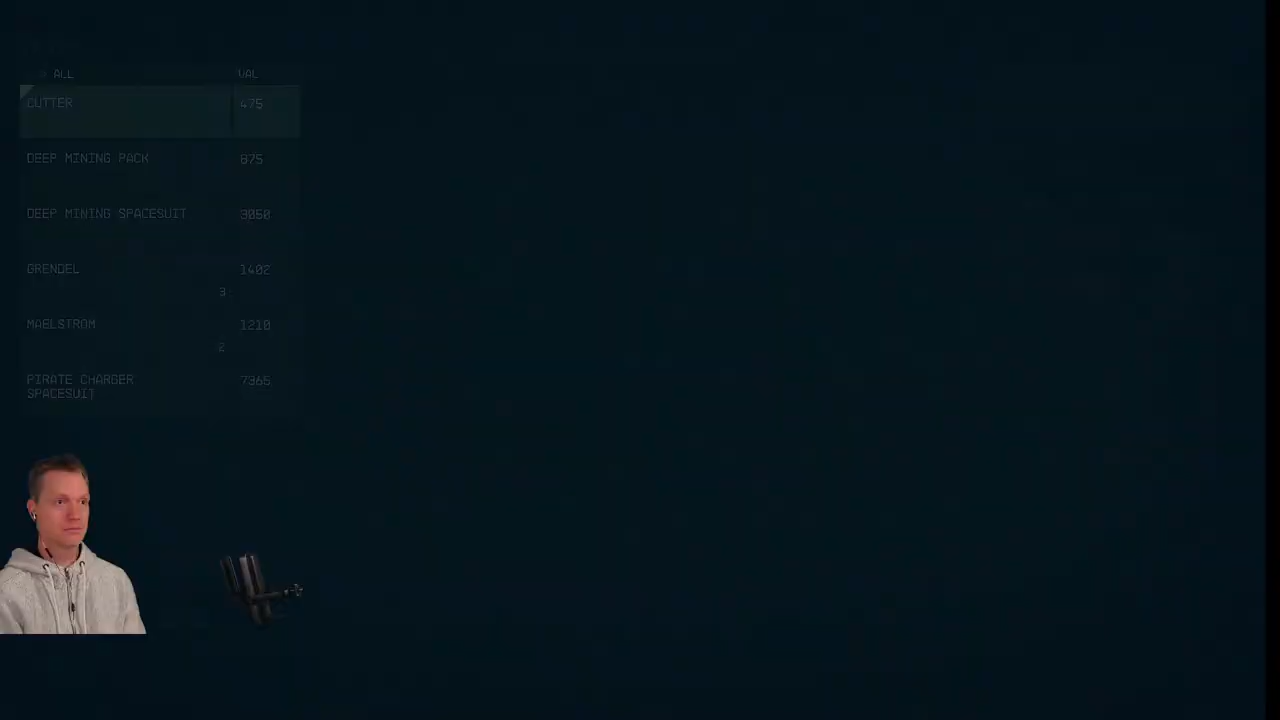 ALL VAL
CUTTER 475
DEEP MINING PACK 875
DEEP MINING SPACESUIT 3050
GRENDEL 1402
3
MAELSTROM 1210
2
PIRATE CHARGER 7365
SPACESUIT